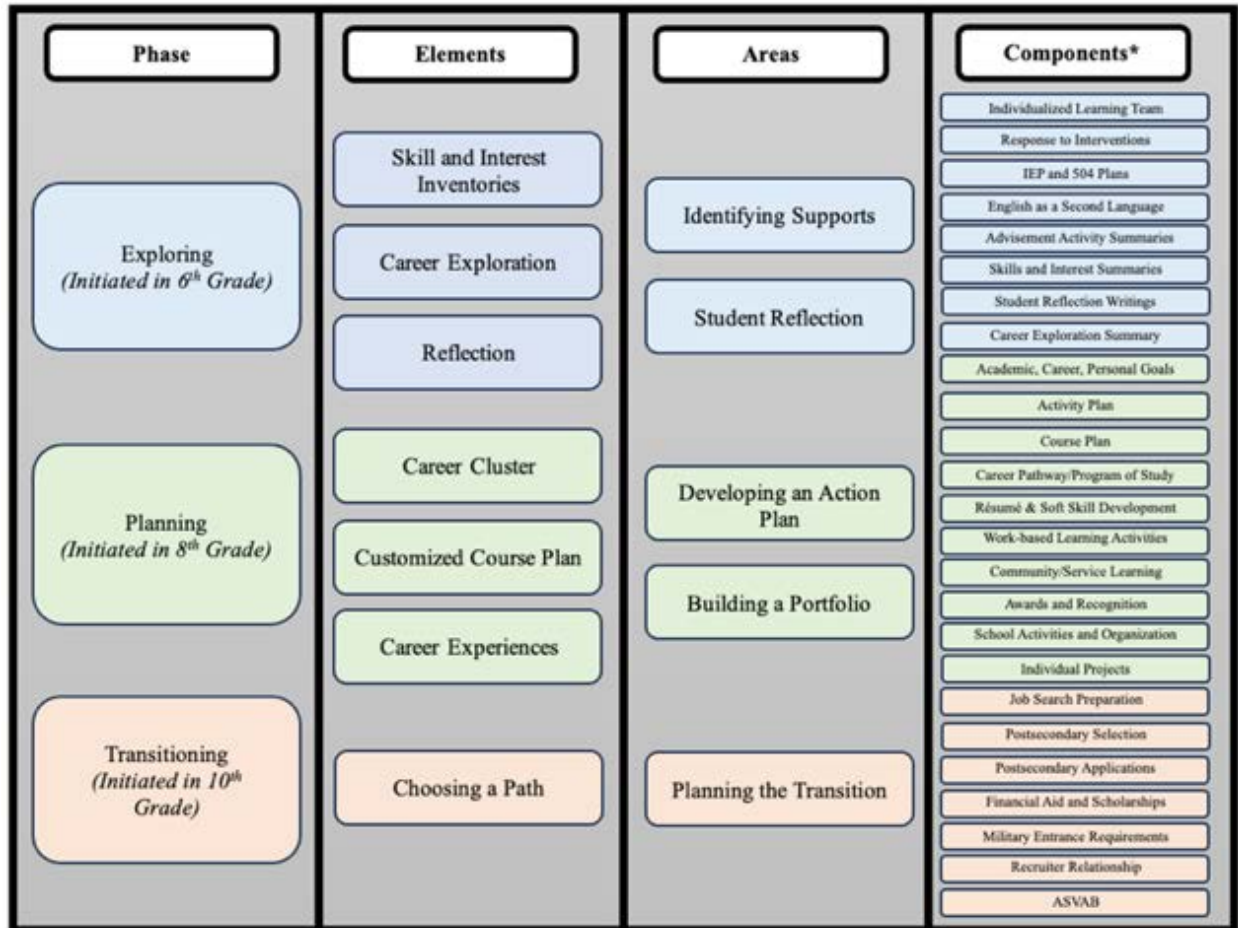 Phase
Exploring
(Initiated in 6th Grade)
Planning
(Initiated in 8th Grade)
Transitioning
(Initiated in 10th
Grade)
Elements
Skill and Interest
Inventories
Career Exploration
Reflection
Career Cluster
Customized Course Plan
Career Experiences
Choosing a Path
Areas
Identifying Supports
Student Reflection
Developing an Action
Plan
Building a Portfolio
Planning the Transition
Components*
Individualized Learning Team
Response to Interventions
IEP and 504 Plans
English as a Second Language
Advisement Activity Summaries
Skills and Interest Summaries
Student Reflection Writings
Career Exploration Summary
Academic, Career, Personal Goals
Activity Plan
Course Plan
Career Pathway/Program of Study
Résumé & Soft Skill Development
Work-based Learning Activities
Community/Service Learning
Awards and Recognition
School Activities and Organization
Individual Projects
Job Search Preparation
Postsecondary Selection
Postsecondary Applications
Financial Aid and Scholarships
Military Entrance Requirements
Recruiter Relationship
ASVAB